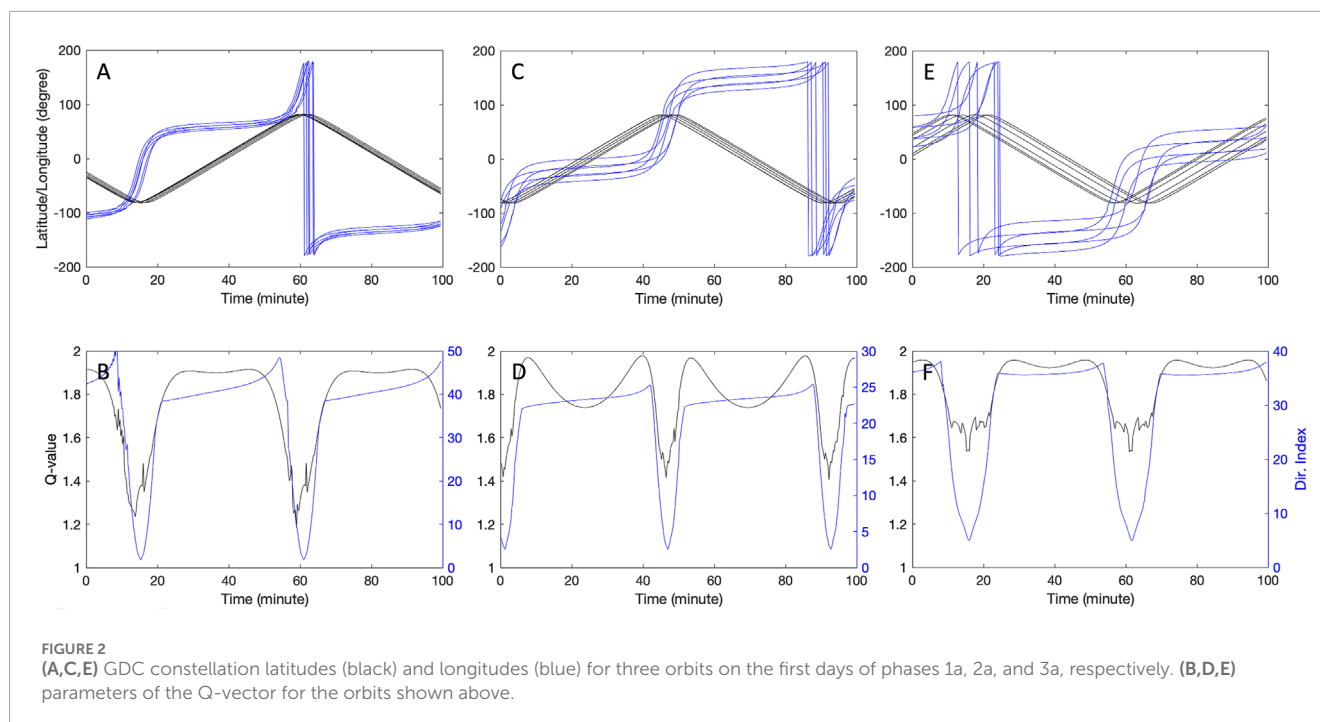 200
150
100
50
0
-50
-100
-150
-200
A
0 20 40 60 80 100
Time (minute)
Latitude/Longitude (degree)
200
100
0
-100
-200
C
0 20 40 60 80 100
Time (minute)
200
100
0
-100
-200
E
0 20 40 60 80 100
Time (minute)
2
1.8
1.6
1.4
1.2
1
Q-value
B
50
40
30
20
10
0
0 20 40 60 80 100
Time (minute)
2
1.8
1.6
1.4
1.2
1
D
30
25
20
15
10
5
0
0 20 40 60 80 100
Time (minute)
2
1.8
1.6
1.4
1.2
1
F
40
30
20
10
0
Dir. Index
0 20 40 60 80 100
Time (minute)
FIGURE 2
(A,C,E) GDC constellation latitudes (black) and longitudes (blue) for three orbits on the first days of phases 1a, 2a, and 3a, respectively. (B,D,E)
parameters of the Q-vector for the orbits shown above.